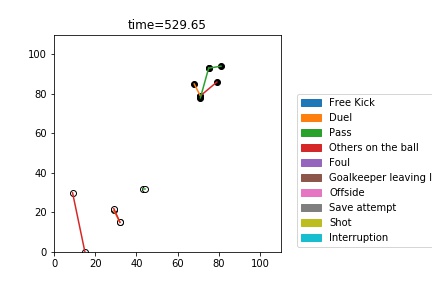 time=529.65
100
80
60
40
20
0
0 20 40 60 80 100
Free Kick
Duel
Pass
Others on the ball
Foul
Goalkeeper leaving l
Offside
Save attempt
Shot
Interruption